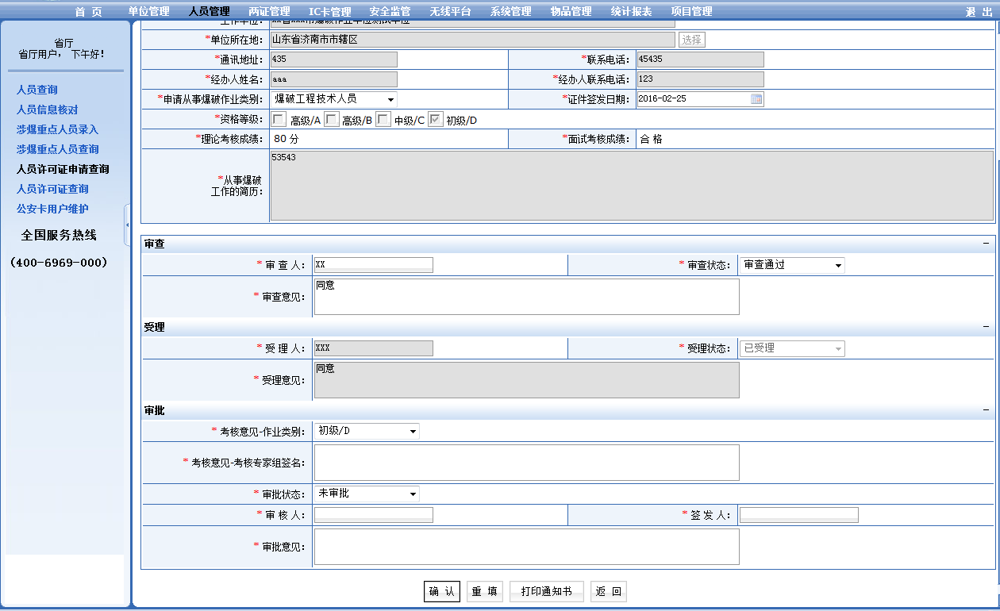 首 页 单位管理 人员管理 两证管理 IC卡管理 安全监管 无线平台 系统管理 物品管理 统计报表 项目管理 退 出
省厅
省厅用户， 下午好!
人员查询
人员信息核对
涉爆重点人员录入
涉爆重点人员查询
人员许可证申请查询
人员许可证查询
公安卡用户维护
全国服务热线
(400-6969-000)
*单位所在地： 山东省济南市市辖区 选择
*通讯地址： 435 *联系电话： 45435
*经办人姓名： aaa *经办人联系电话： 123
*申请从事爆破作业类别： 爆破工程技术人员 *证件签发日期： 2016-02-25
*资格等级： 高级/A 高级/B 中级/C 初级/D
*理论考核成绩： 80 分 *面试考核成绩： 合 格
*从事爆破
工作的简历： 53543
审查 −
* 审 查 人： XX * 审查状态： 审查通过
* 审查意见： 同意
受理 −
* 受 理 人： XXX * 受理状态： 已受理
* 受理意见： 同意
审批 −
* 考核意见-作业类别： 初级/D
* 考核意见-考核专家组签名：
* 审批状态： 未审批
* 审 核 人： * 签 发 人：
* 审批意见：
确 认 重 填 打印通知书 返 回